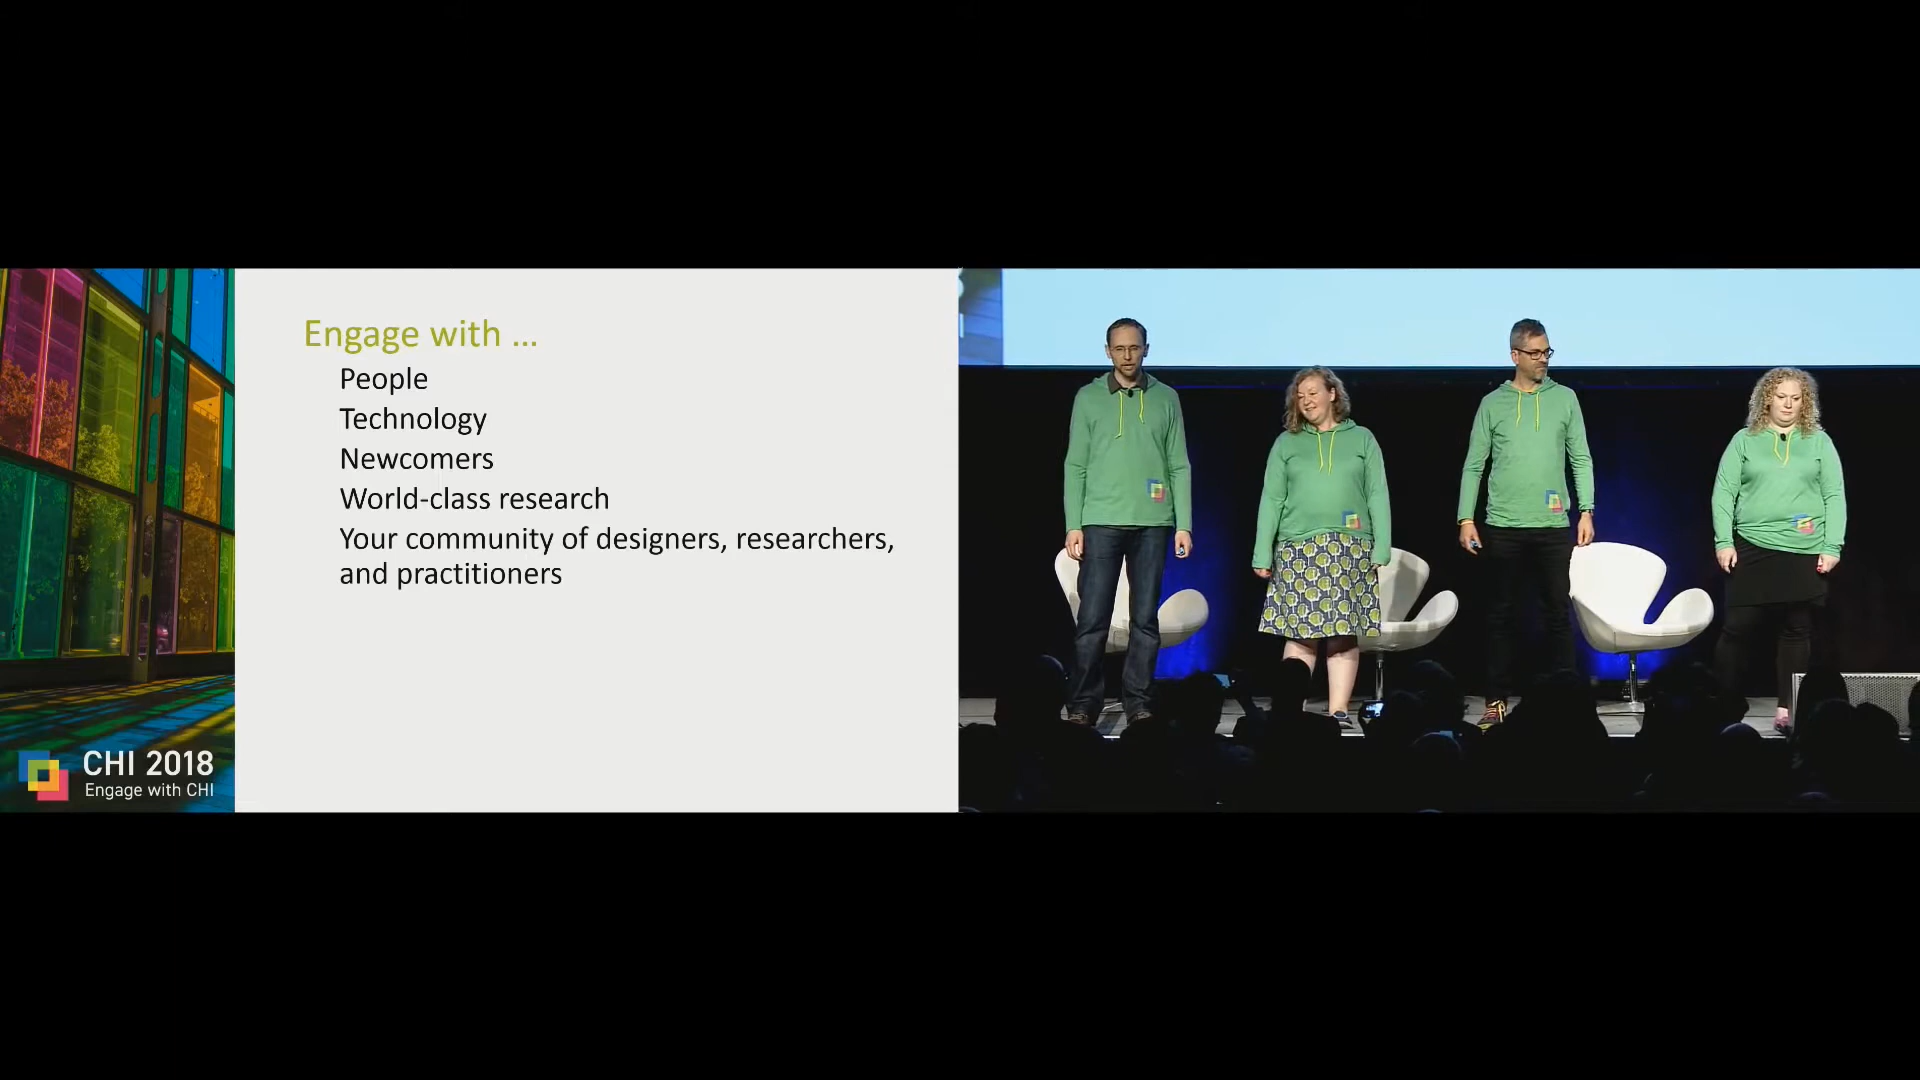 Engage with ...
People
Technology
Newcomers
World-class research
Your community of designers, researchers,
and practitioners
CHI 2018
Engage with CHI